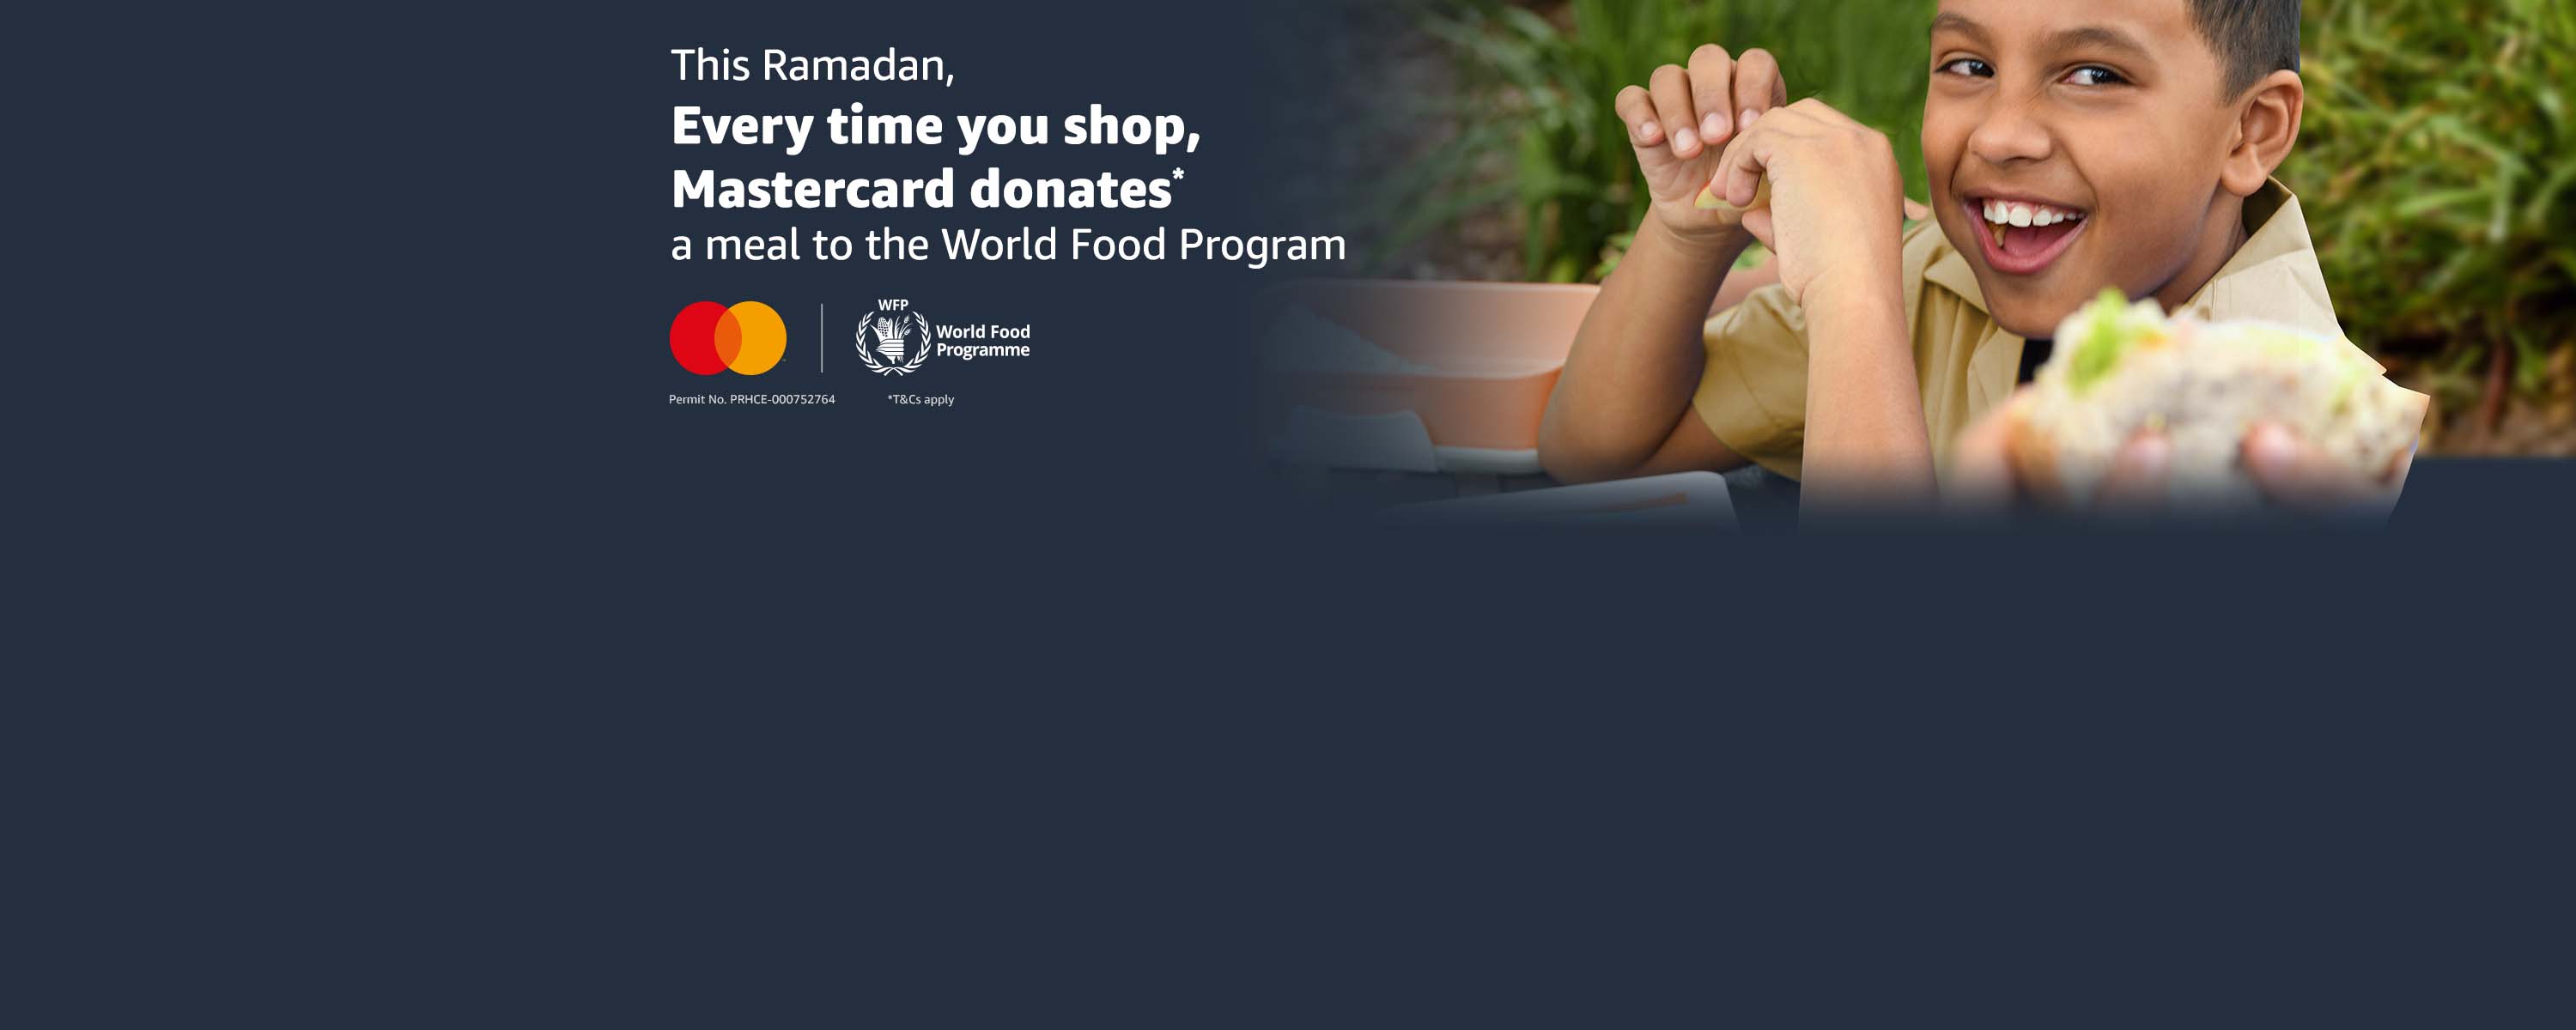 This Ramadan,
Every time you shop,
Mastercard donates*
a meal to the World Food Program
WFP
World Food
Programme
Permit No. PRHCE-000752764
*T&Cs apply